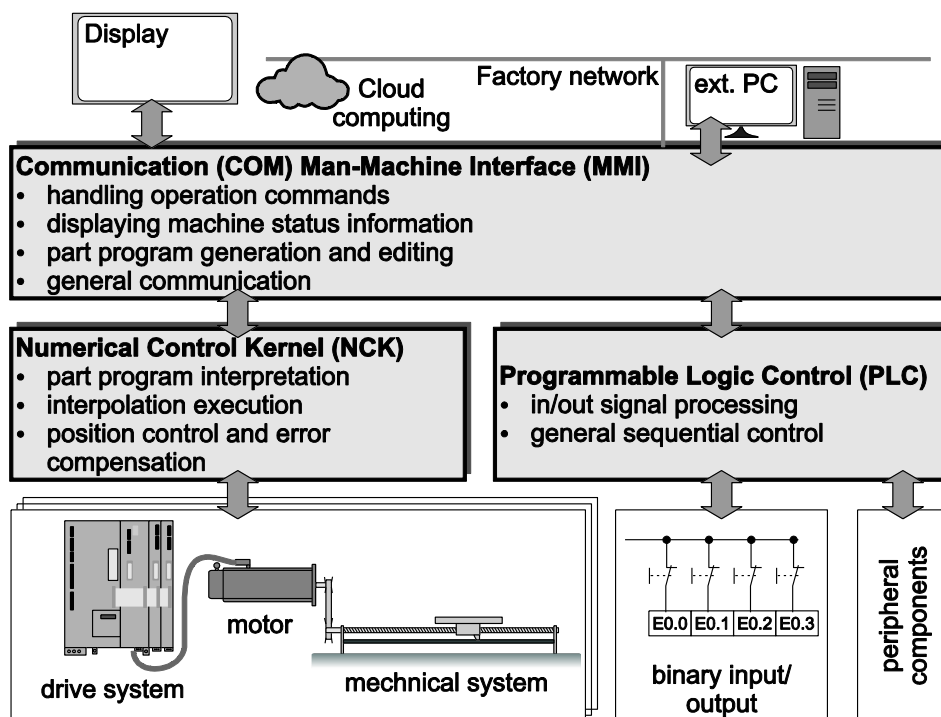 Display
Cloud
computing
Factory network
ext. PC
Communication (COM) Man-Machine Interface (MMI)
• handling operation commands
• displaying machine status information
• part program generation and editing
• general communication
Numerical Control Kernel (NCK)
• part program interpretation
• interpolation execution
• position control and error
compensation
Programmable Logic Control (PLC)
• in/out signal processing
• general sequential control
drive system
motor
mechnical system
E0.0 E0.1 E0.2 E0.3
binary input/
output
peripheral
components